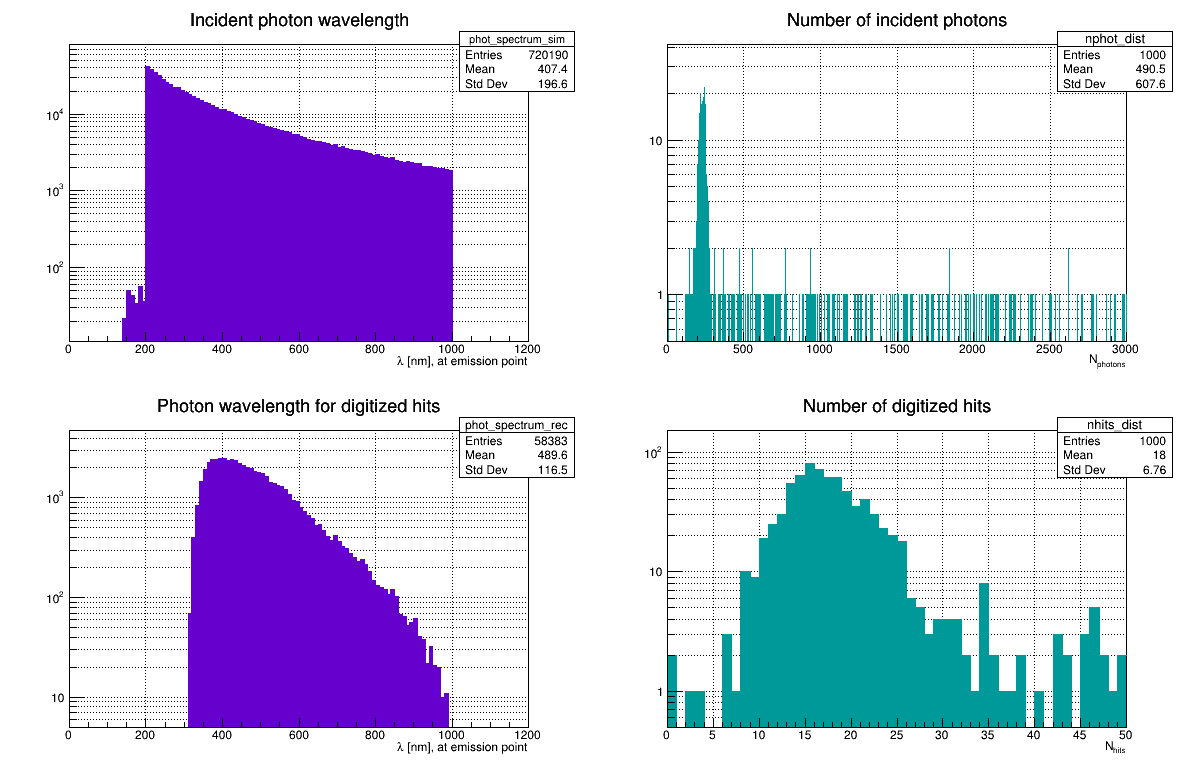 Incident photon wavelength
phot_spectrum_sim
Entries 720190
Mean 407.4
Std Dev 196.6
10^4
10^3
10^2
0 200 400 600 800 1000 1200
λ [nm], at emission point
Number of incident photons
nphot_dist
Entries 1000
Mean 490.5
Std Dev 607.6
10
1
0 500 1000 1500 2000 2500 3000
N_photons
Photon wavelength for digitized hits
phot_spectrum_rec
Entries 58383
Mean 489.6
Std Dev 116.5
10^3
10^2
10
0 200 400 600 800 1000 1200
λ [nm], at emission point
Number of digitized hits
nhits_dist
Entries 1000
Mean 18
Std Dev 6.76
10^2
10
1
0 5 10 15 20 25 30 35 40 45 50
N_hits